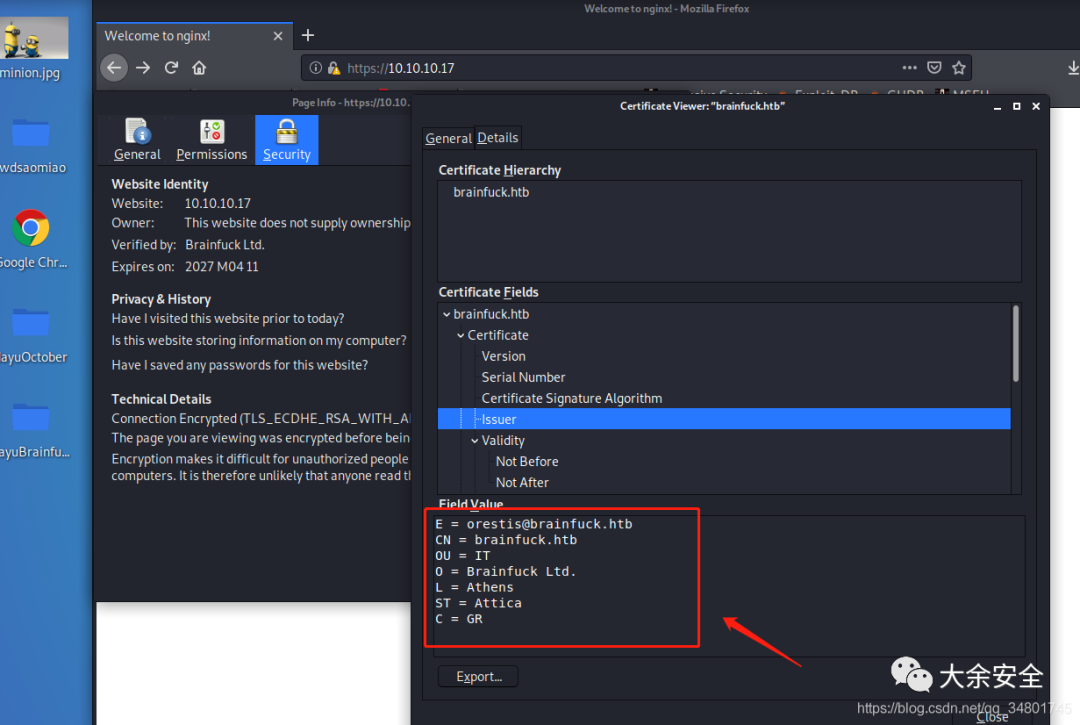 Welcome to nginx! - Mozilla Firefox
Welcome to nginx!
https://10.10.10.17
Exploit-DB
GHDB
MSFU
minion.jpg
wdsaomiao
Google Chr...
ayuOctober
ayuBrainfu...
Page Info - https://10.10.
General
Permissions
Security
Website Identity
Website: 10.10.10.17
Owner: This website does not supply ownership
Verified by: Brainfuck Ltd.
Expires on: 2027 M04 11
Privacy & History
Have I visited this website prior to today?
Is this website storing information on my computer?
Have I saved any passwords for this website?
Technical Details
Connection Encrypted (TLS_ECDHE_RSA_WITH_A
The page you are viewing was encrypted before bein
Encryption makes it difficult for unauthorized people
computers. It is therefore unlikely that anyone read t
Certificate Viewer: "brainfuck.htb"
General Details
Certificate Hierarchy
brainfuck.htb
Certificate Fields
brainfuck.htb
Certificate
Version
Serial Number
Certificate Signature Algorithm
Issuer
Validity
Not Before
Not After
Field Value
E = orestis@brainfuck.htb
CN = brainfuck.htb
OU = IT
O = Brainfuck Ltd.
L = Athens
ST = Attica
C = GR
Export...
Close
大余安全
https://blog.csdn.net/qq_34801745